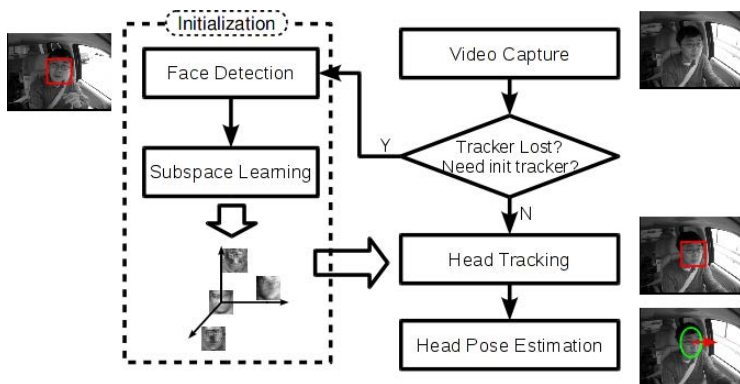 Initialization
Face Detection
Subspace Learning
Video Capture
Tracker Lost?
Need init tracker?
Y
N
Head Tracking
Head Pose Estimation